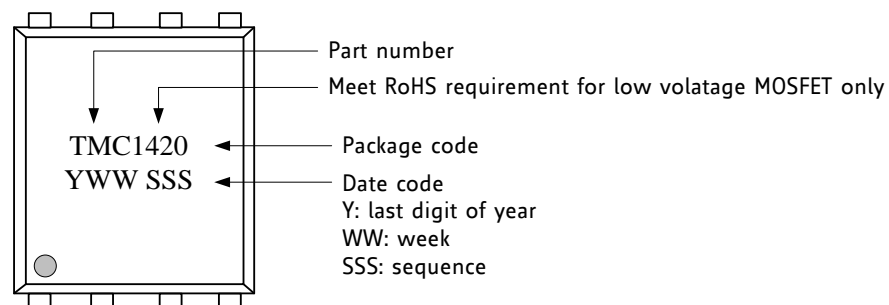 Part number
Meet RoHS requirement for low volatage MOSFET only
TMC1420
Package code
YWW SSS
Date code
Y: last digit of year
WW: week
SSS: sequence